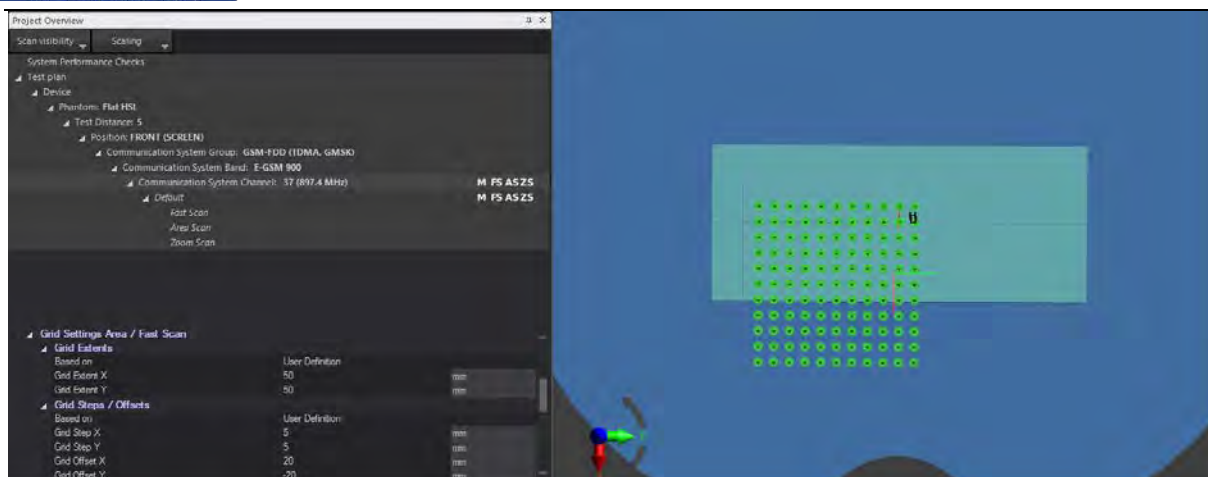 Project Overview
Scan visibility Scaling
System Performance Checks
Test plan
Device
Phantom: Flat HSL
Test Distance: 5
Position: FRONT (SCREEN)
Communication System Group: GSM-FDD (TDMA, GMSK)
Communication System Band: E-GSM 900
Communication System Channel: 37 (897.4 MHz) M FS AS ZS
Default M FS AS ZS
Fast Scan
Area Scan
Zoom Scan
Grid Settings Area / Fast Scan
Grid Extents
Based on User Definition
Grid Extent X 50 mm
Grid Extent Y 50 mm
Grid Steps / Offsets
Based on User Definition
Grid Step X 5 mm
Grid Step Y 5 mm
Grid Offset X 20 mm
Grid Offset Y -20 mm